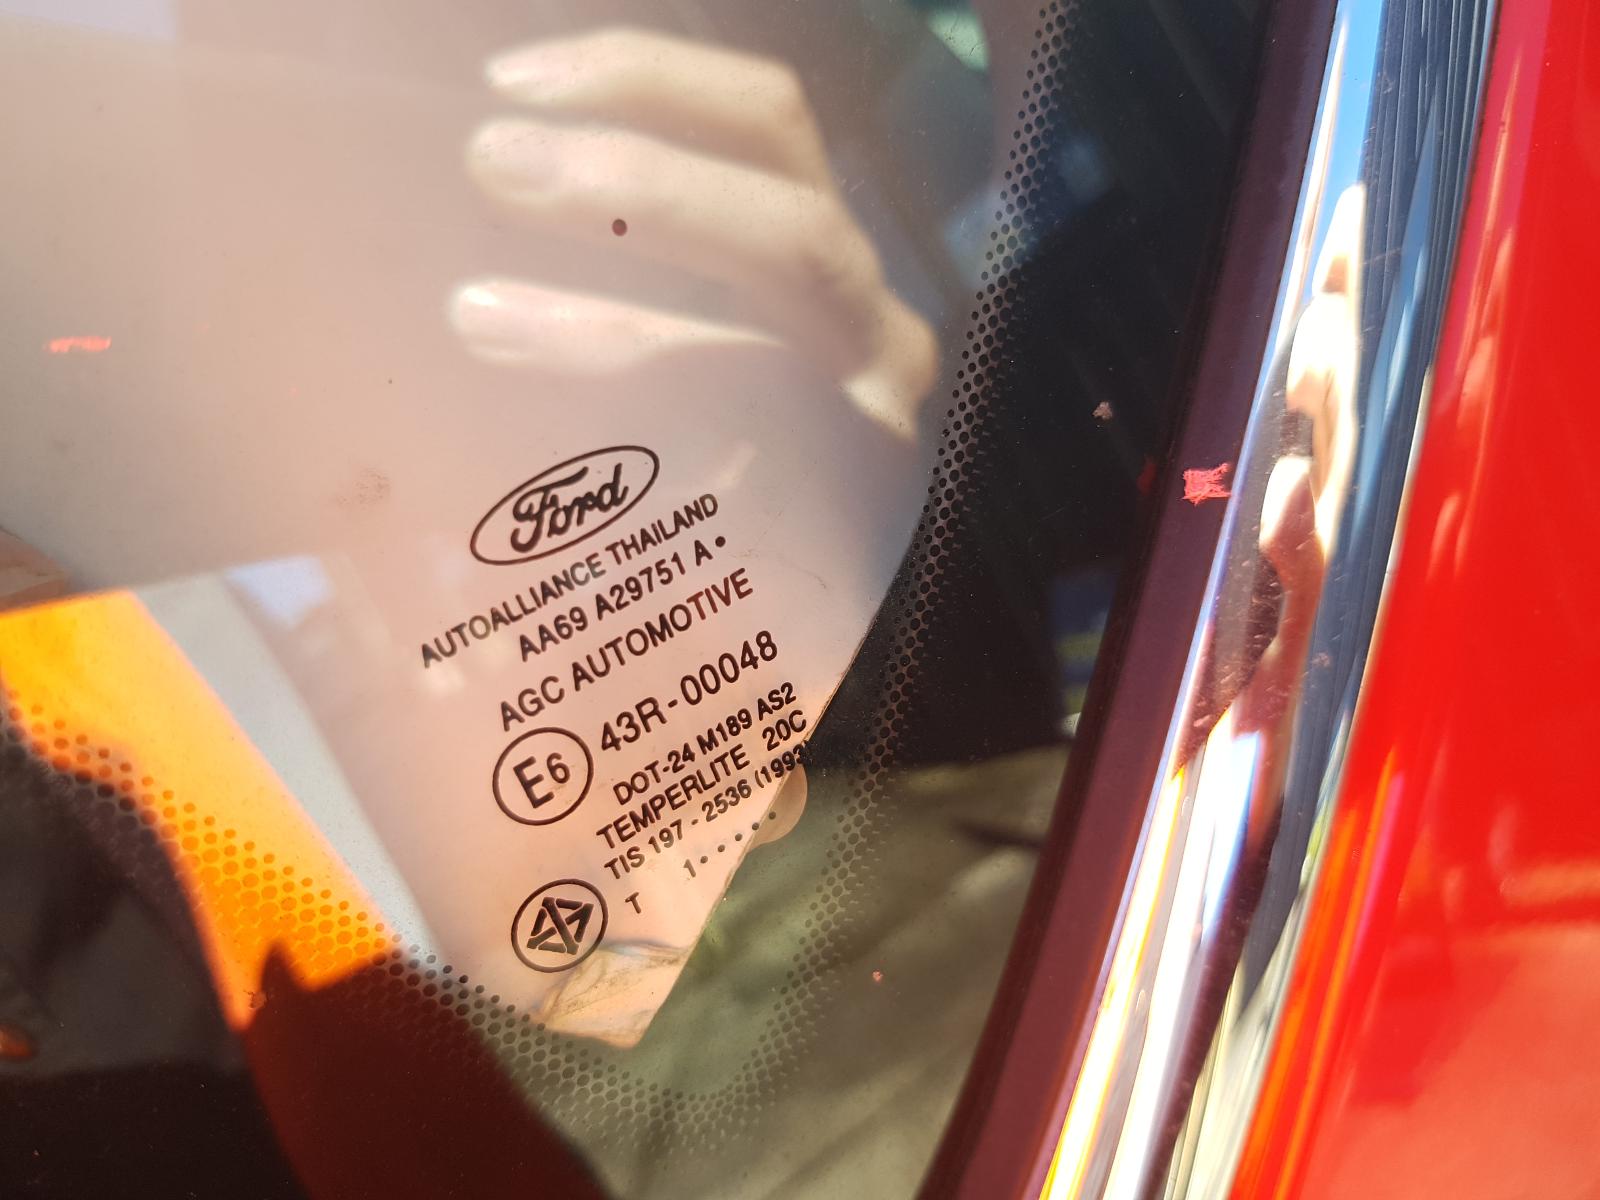 Ford
AUTOALLIANCE THAILAND
AA69 A29751 A•
AGC AUTOMOTIVE
E6 43R-00048
DOT-24 M189 AS2
TEMPERLITE 20C
TIS 197 - 2536 (1993)
T 1•••••